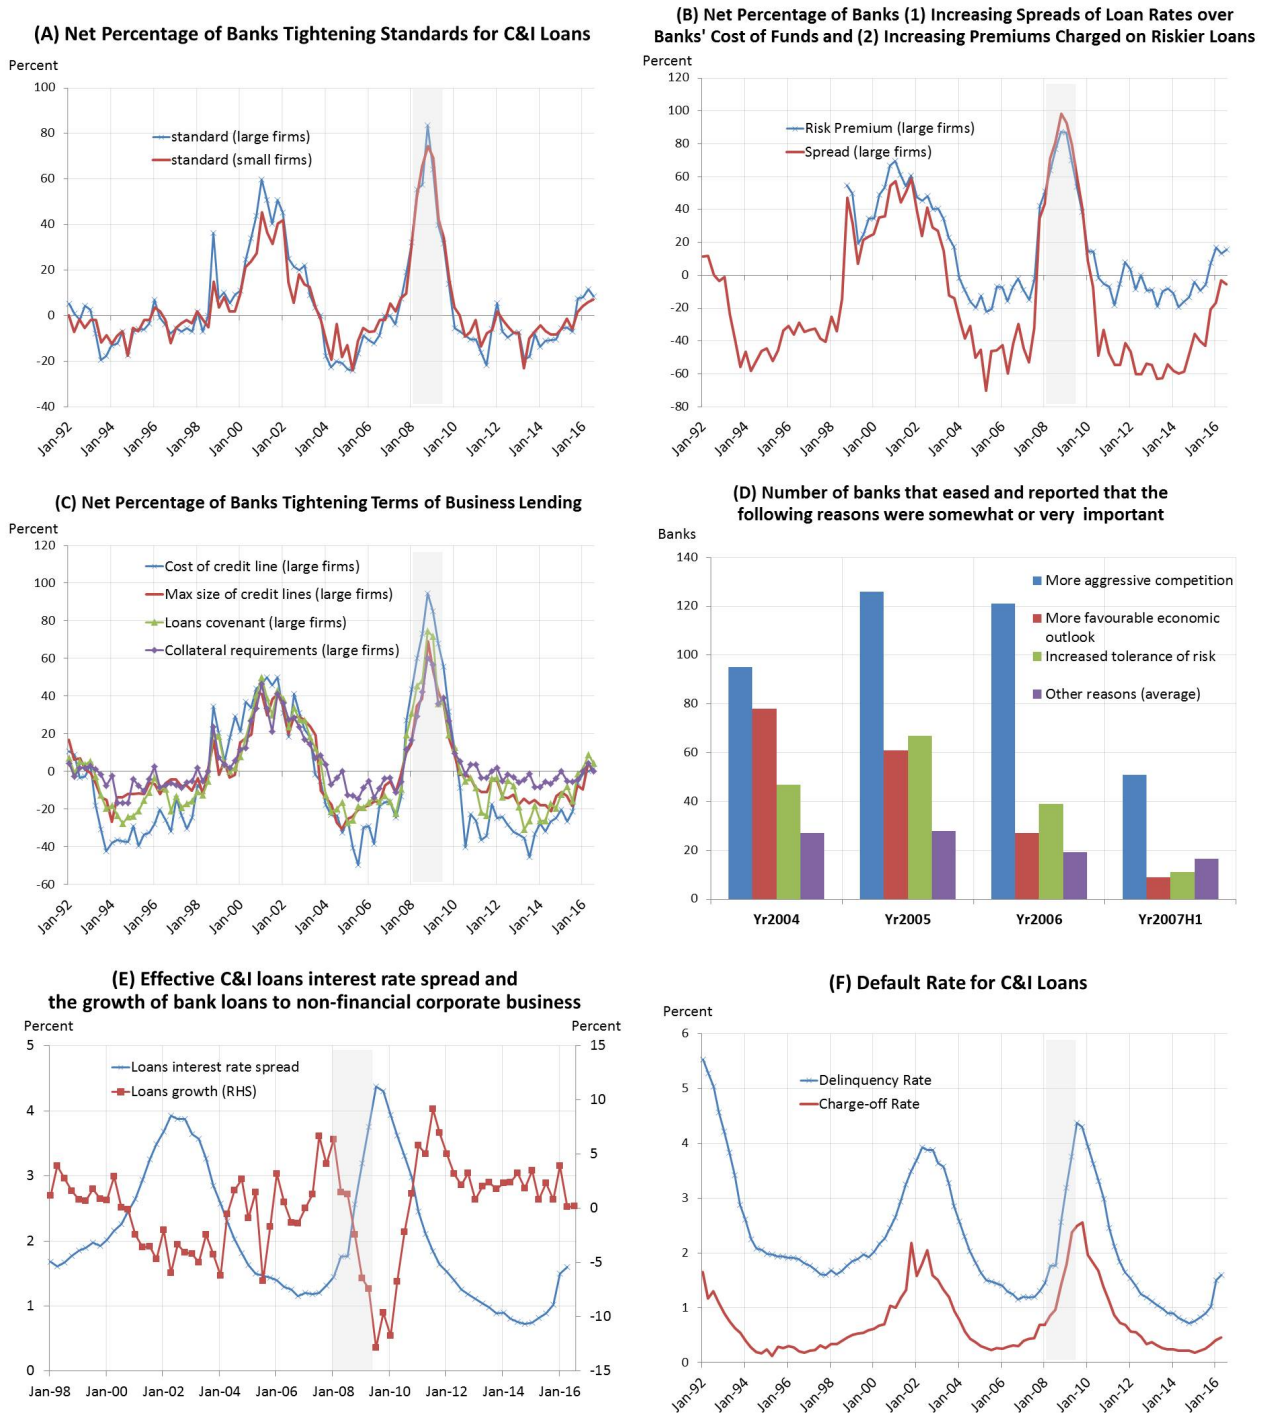 (A) Net Percentage of Banks Tightening Standards for C&I Loans
Percent
100
80
60
40
20
0
-20
-40
standard (large firms)
standard (small firms)
Jan-92
Jan-94
Jan-96
Jan-98
Jan-00
Jan-02
Jan-04
Jan-06
Jan-08
Jan-10
Jan-12
Jan-14
Jan-16
(B) Net Percentage of Banks (1) Increasing Spreads of Loan Rates over
Banks' Cost of Funds and (2) Increasing Premiums Charged on Riskier Loans
Percent
120
100
80
60
40
20
0
-20
-40
-60
-80
Risk Premium (large firms)
Spread (large firms)
Jan-92
Jan-94
Jan-96
Jan-98
Jan-00
Jan-02
Jan-04
Jan-06
Jan-08
Jan-10
Jan-12
Jan-14
Jan-16
(C) Net Percentage of Banks Tightening Terms of Business Lending
Percent
120
100
80
60
40
20
0
-20
-40
-60
Cost of credit line (large firms)
Max size of credit lines (large firms)
Loans covenant (large firms)
Collateral requirements (large firms)
Jan-92
Jan-94
Jan-96
Jan-98
Jan-00
Jan-02
Jan-04
Jan-06
Jan-08
Jan-10
Jan-12
Jan-14
Jan-16
(D) Number of banks that eased and reported that the
following reasons were somewhat or very important
Banks
140
120
100
80
60
40
20
0
More aggressive competition
More favourable economic
outlook
Increased tolerance of risk
Other reasons (average)
Yr2004
Yr2005
Yr2006
Yr2007H1
(E) Effective C&I loans interest rate spread and
the growth of bank loans to non-financial corporate business
Percent
Percent
5
4
3
2
1
0
Loans interest rate spread
Loans growth (RHS)
15
10
5
0
-5
-10
-15
Jan-98
Jan-00
Jan-02
Jan-04
Jan-06
Jan-08
Jan-10
Jan-12
Jan-14
Jan-16
(F) Default Rate for C&I Loans
Percent
6
5
4
3
2
1
0
Delinquency Rate
Charge-off Rate
Jan-92
Jan-94
Jan-96
Jan-98
Jan-00
Jan-02
Jan-04
Jan-06
Jan-08
Jan-10
Jan-12
Jan-14
Jan-16